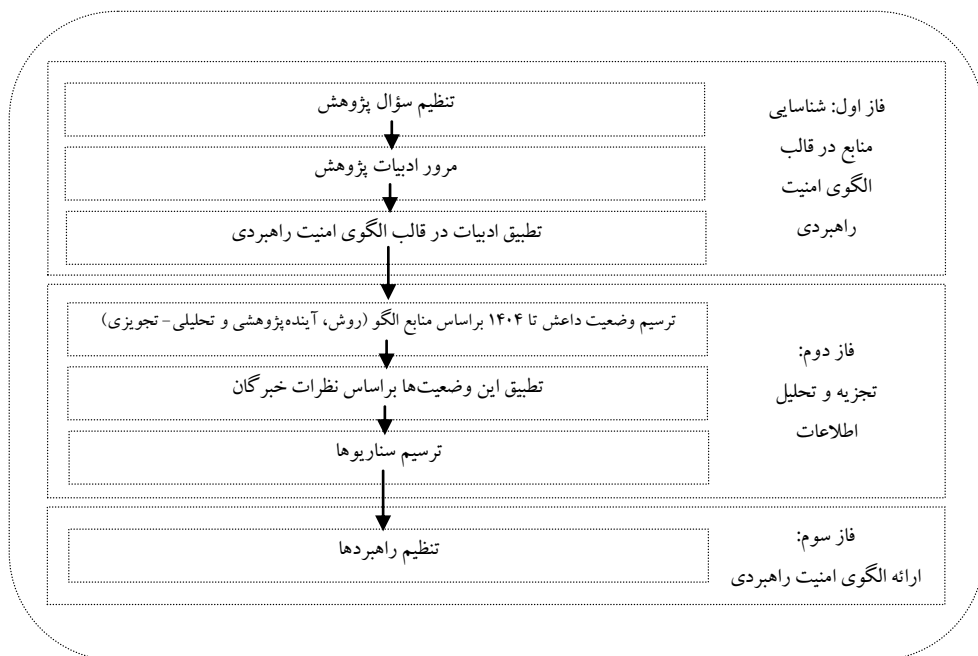 فاز اول: شناسایی
منابع در قالب
الگوی امنیت
راهبردی
تنظیم سؤال پژوهش
مرور ادبیات پژوهش
تطبیق ادبیات در قالب الگوی امنیت راهبردی
فاز دوم:
تجزیه و تحلیل
اطلاعات
ترسیم وضعیت داعش تا ۱۴۰۴ براساس منابع الگو (روش، آینده‌پژوهشی و تحلیلی- تجویزی)
تطبیق این وضعیت‌ها براساس نظرات خبرگان
ترسیم سناریوها
فاز سوم:
ارائه الگوی امنیت راهبردی
تنظیم راهبردها